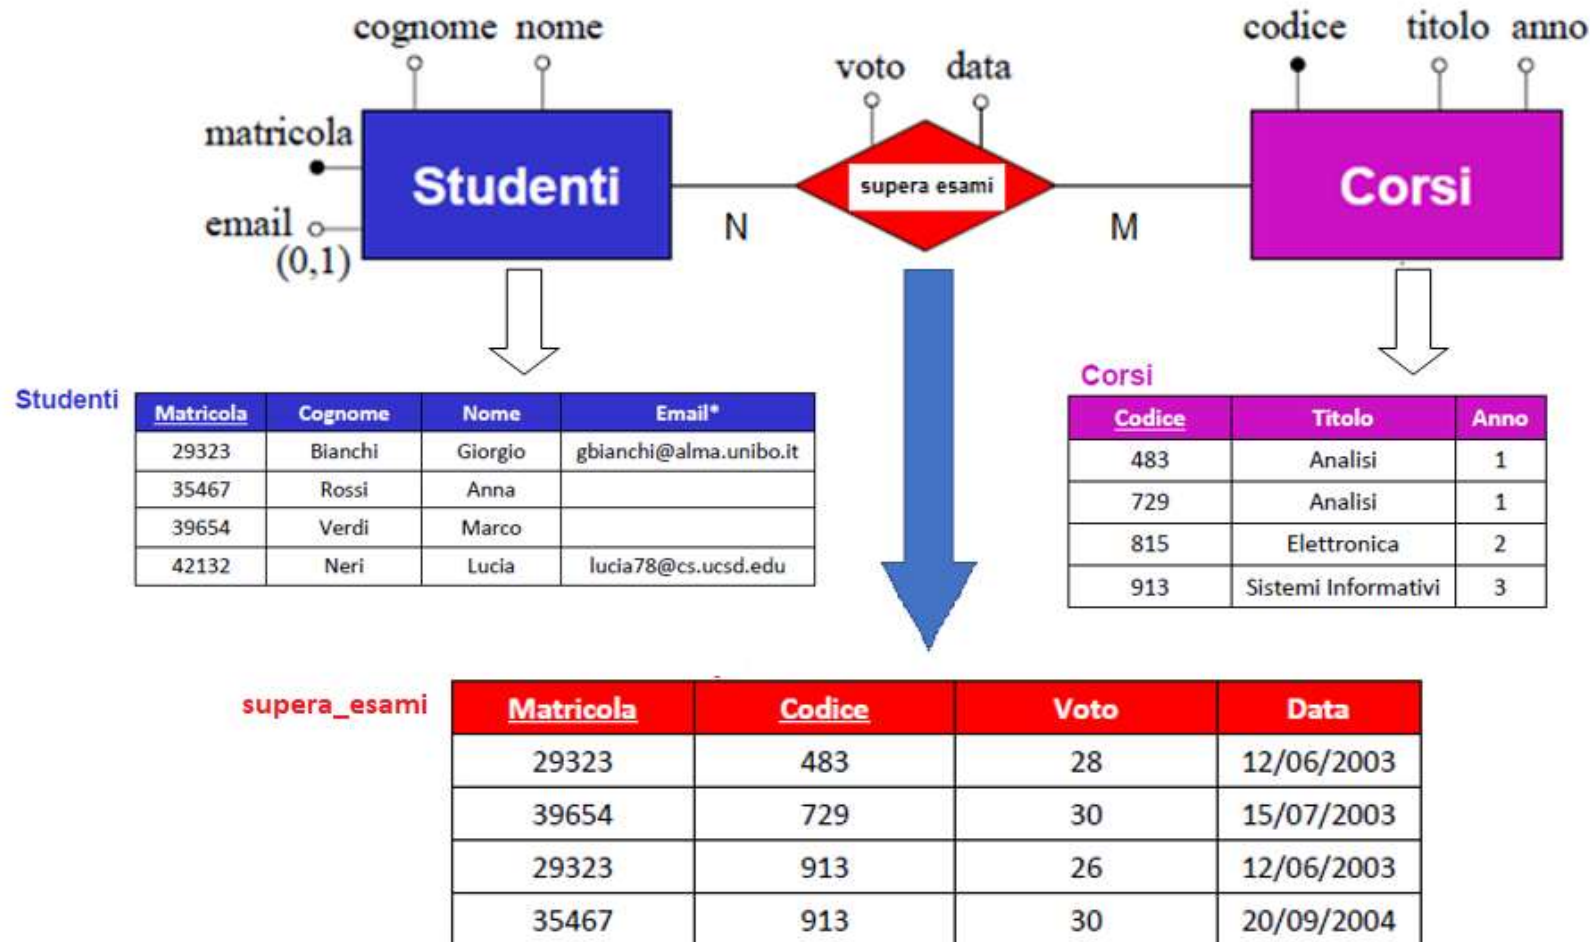 cognome nome
voto data
codice titolo anno
matricola
Studenti
supera esami
Corsi
email
(0,1)
N
M
Studenti
Matricola Cognome Nome Email*
29323 Bianchi Giorgio gbianchi@alma.unibo.it
35467 Rossi Anna
39654 Verdi Marco
42132 Neri Lucia lucia78@cs.ucsd.edu
Corsi
Codice Titolo Anno
483 Analisi 1
729 Analisi 1
815 Elettronica 2
913 Sistemi Informativi 3
supera_esami
Matricola Codice Voto Data
29323 483 28 12/06/2003
39654 729 30 15/07/2003
29323 913 26 12/06/2003
35467 913 30 20/09/2004